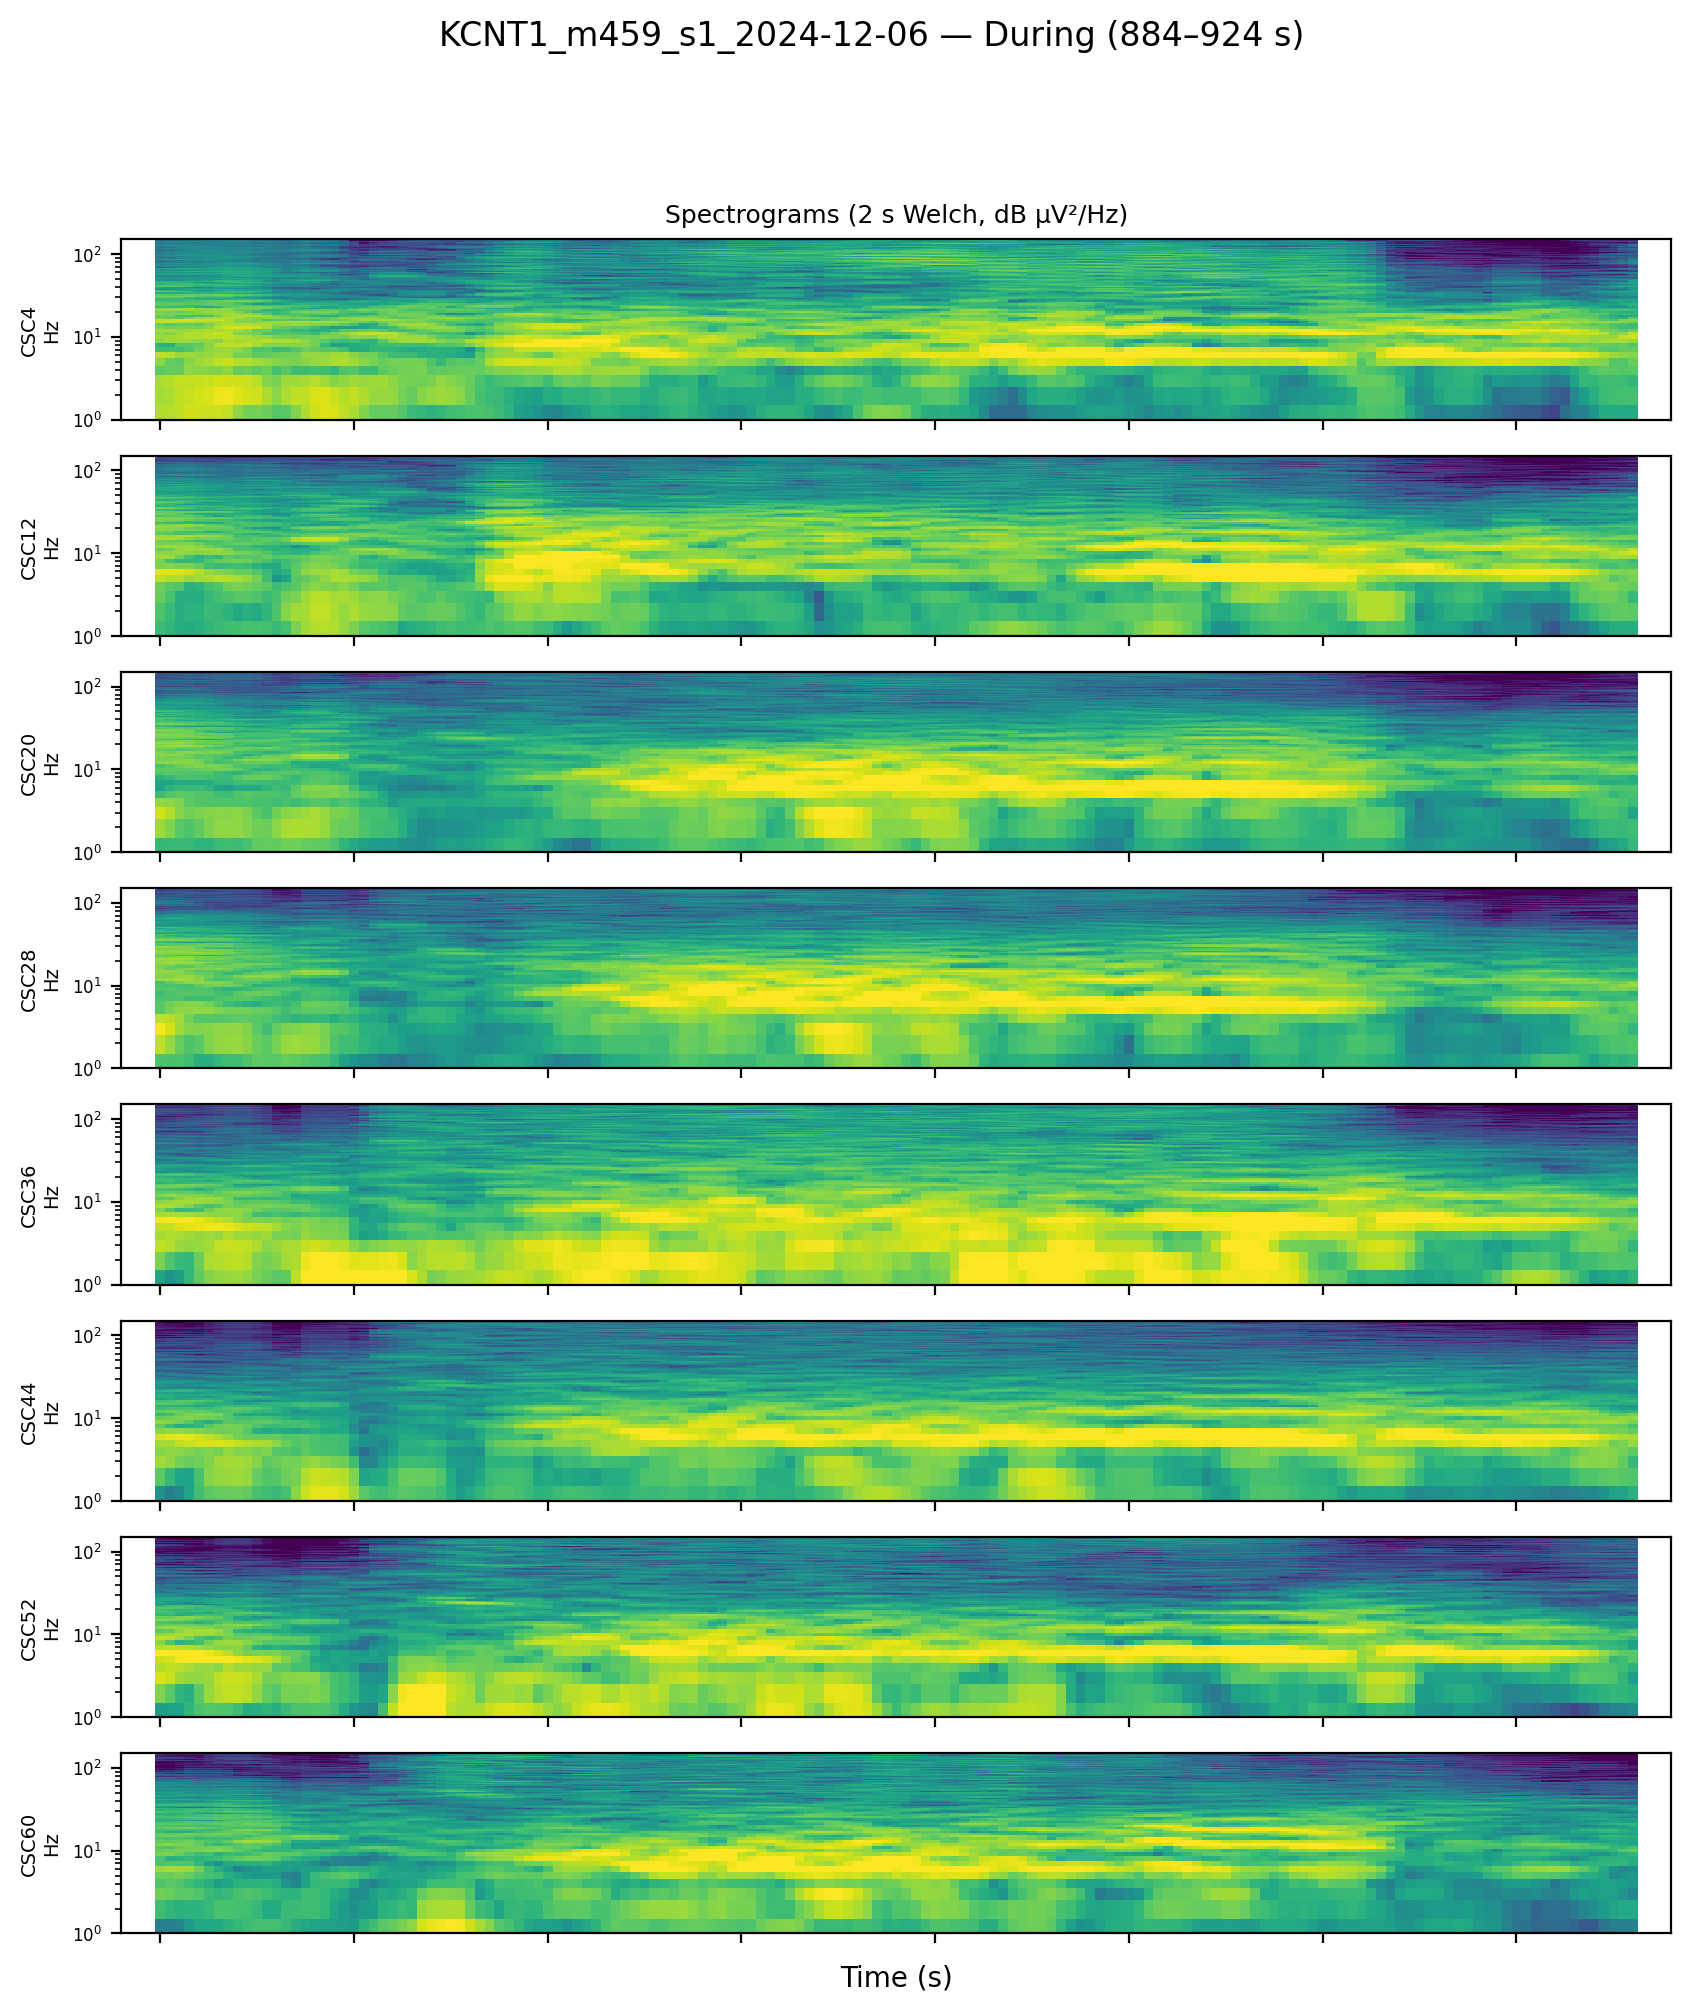 KCNT1_m459_s1_2024-12-06 — During (884–924 s)
Spectrograms (2 s Welch, dB µV²/Hz)
CSC4
Hz
10²
10¹
10⁰
CSC12
Hz
10²
10¹
10⁰
CSC20
Hz
10²
10¹
10⁰
CSC28
Hz
10²
10¹
10⁰
CSC36
Hz
10²
10¹
10⁰
CSC44
Hz
10²
10¹
10⁰
CSC52
Hz
10²
10¹
10⁰
CSC60
Hz
10²
10¹
10⁰
Time (s)